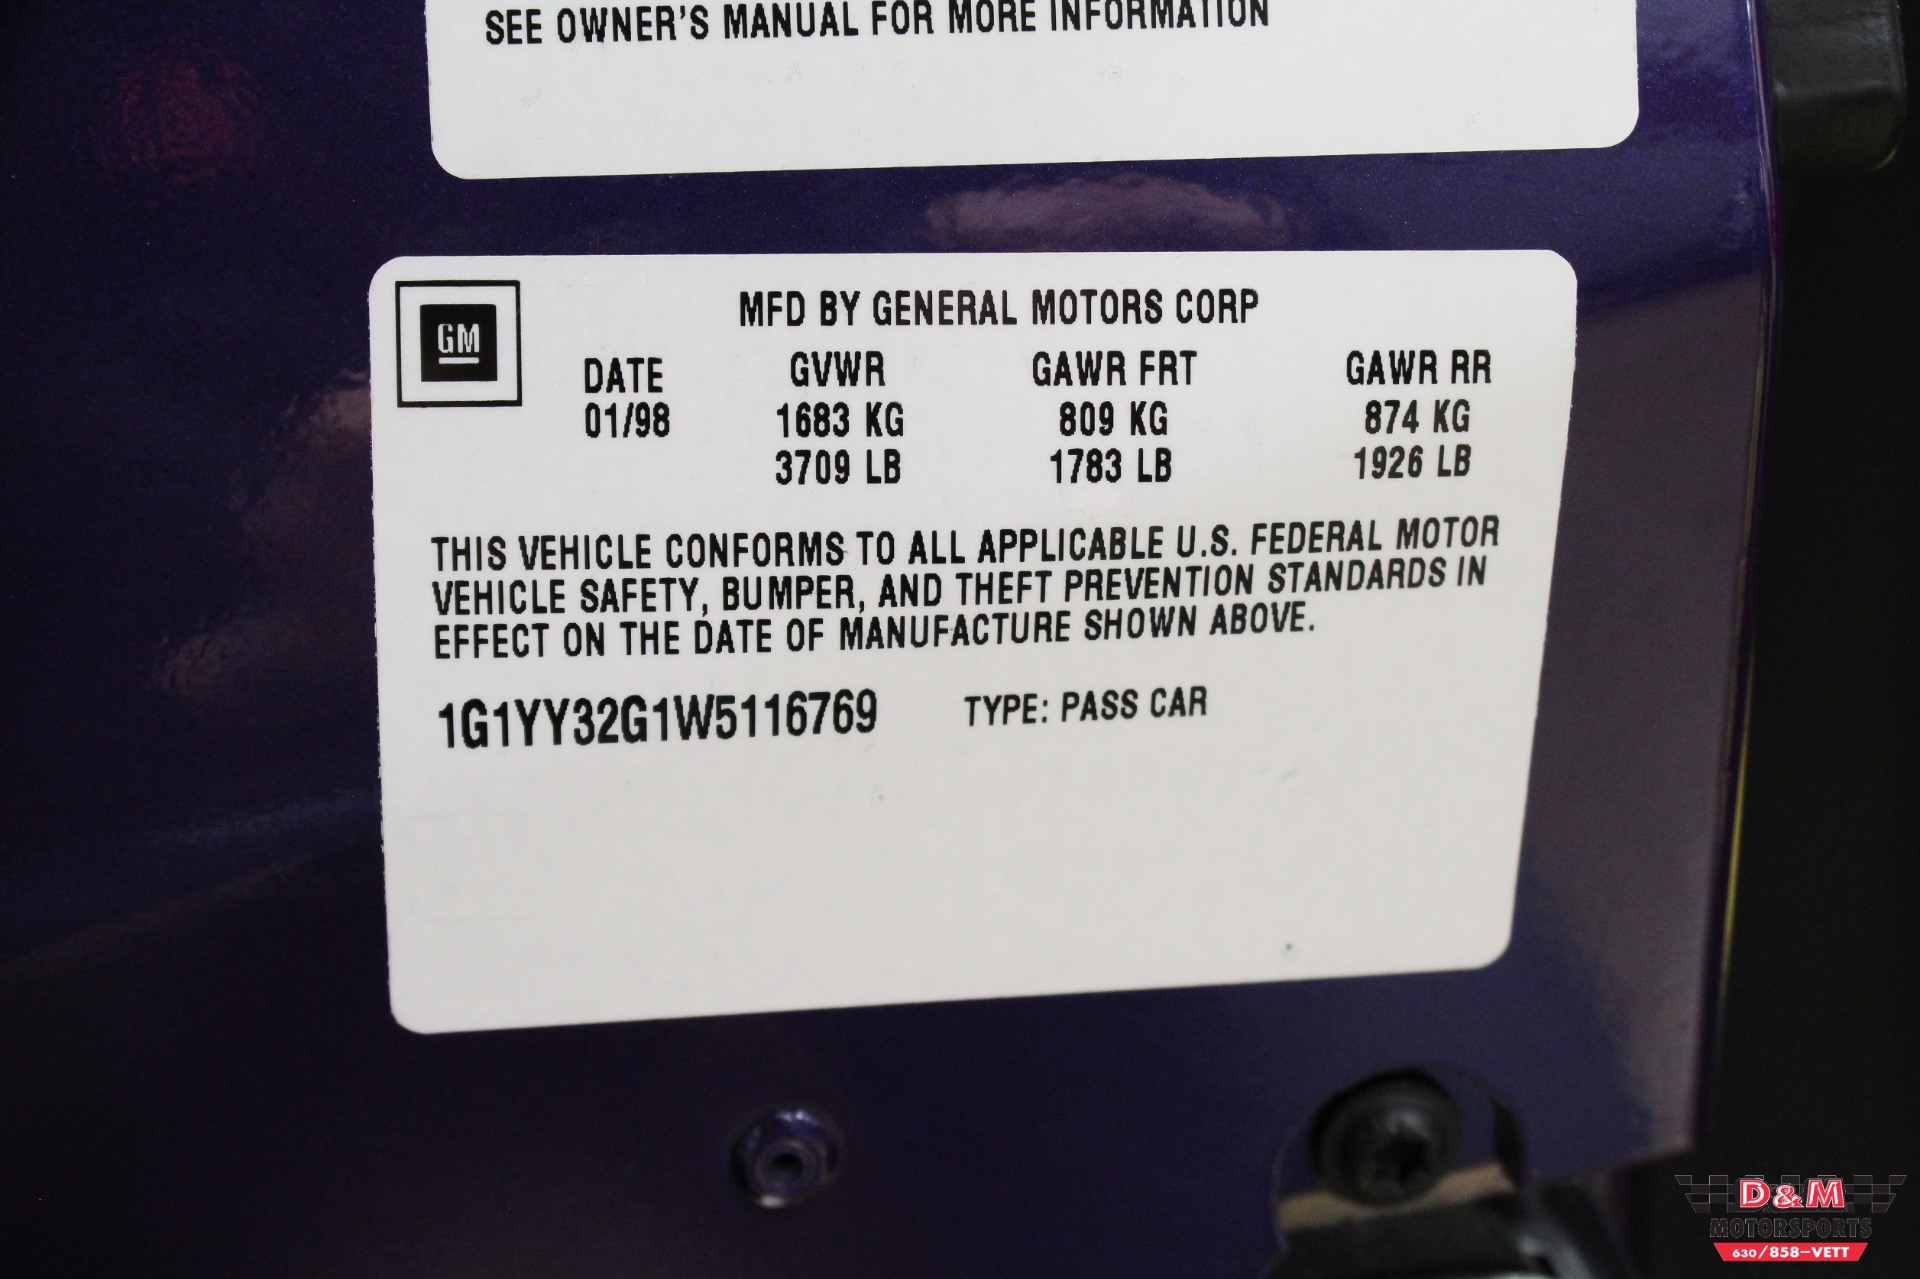 SEE OWNER'S MANUAL FOR MORE INFORMATION
GM
MFD BY GENERAL MOTORS CORP
DATE GVWR GAWR FRT GAWR RR
01/98 1683 KG 809 KG 874 KG
3709 LB 1783 LB 1926 LB
THIS VEHICLE CONFORMS TO ALL APPLICABLE U.S. FEDERAL MOTOR
VEHICLE SAFETY, BUMPER, AND THEFT PREVENTION STANDARDS IN
EFFECT ON THE DATE OF MANUFACTURE SHOWN ABOVE.
1G1YY32G1W5116769 TYPE: PASS CAR
D&M
MOTORSPORTS
630/858-VETT